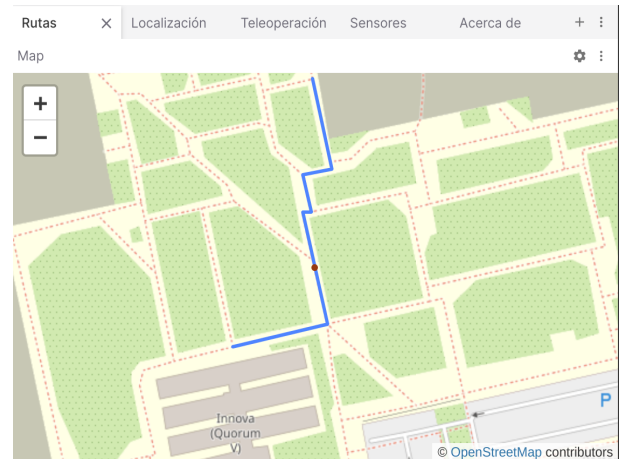 Rutas
Localización
Teleoperación
Sensores
Acerca de
Map
+
−
Innova
(Quorum
V)
P
© OpenStreetMap contributors